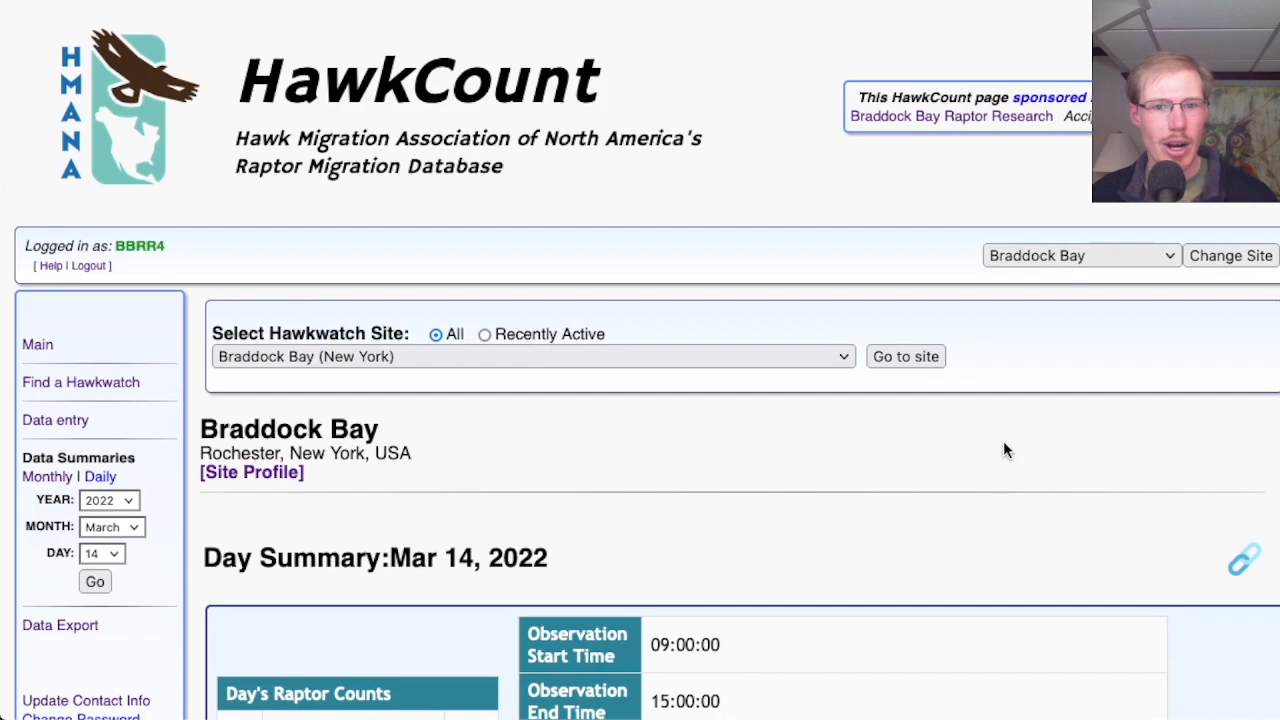 HMANA
HawkCount
Hawk Migration Association of North America's
Raptor Migration Database
This HawkCount page sponsored
Braddock Bay Raptor Research
Logged in as: BBRR4
[ Help | Logout ]
Braddock Bay
Change Site
Main
Find a Hawkwatch
Data entry
Data Summaries
Monthly | Daily
YEAR: 2022
MONTH: March
DAY: 14
Go
Data Export
Update Contact Info
Change Password
Select Hawkwatch Site: All Recently Active
Braddock Bay (New York)
Go to site
Braddock Bay
Rochester, New York, USA
[Site Profile]
Day Summary:Mar 14, 2022
Day's Raptor Counts
Observation
Start Time
09:00:00
Observation
End Time
15:00:00